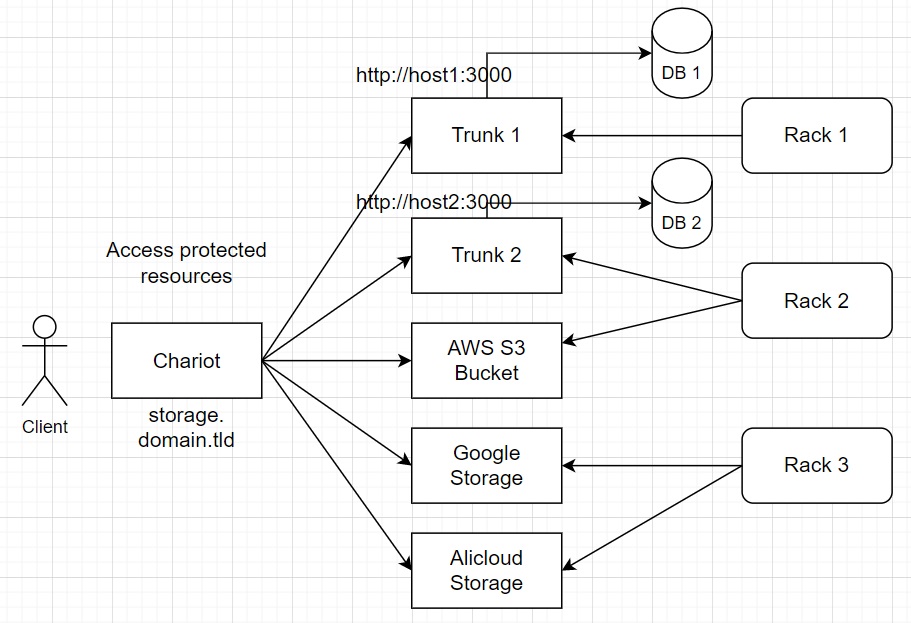 DB 1
http://host1:3000
Trunk 1
Rack 1
http://host2:3000
DB 2
Trunk 2
Access protected
resources
Rack 2
Chariot
AWS S3
Bucket
storage.
domain.tld
Client
Google
Storage
Rack 3
Alicloud
Storage